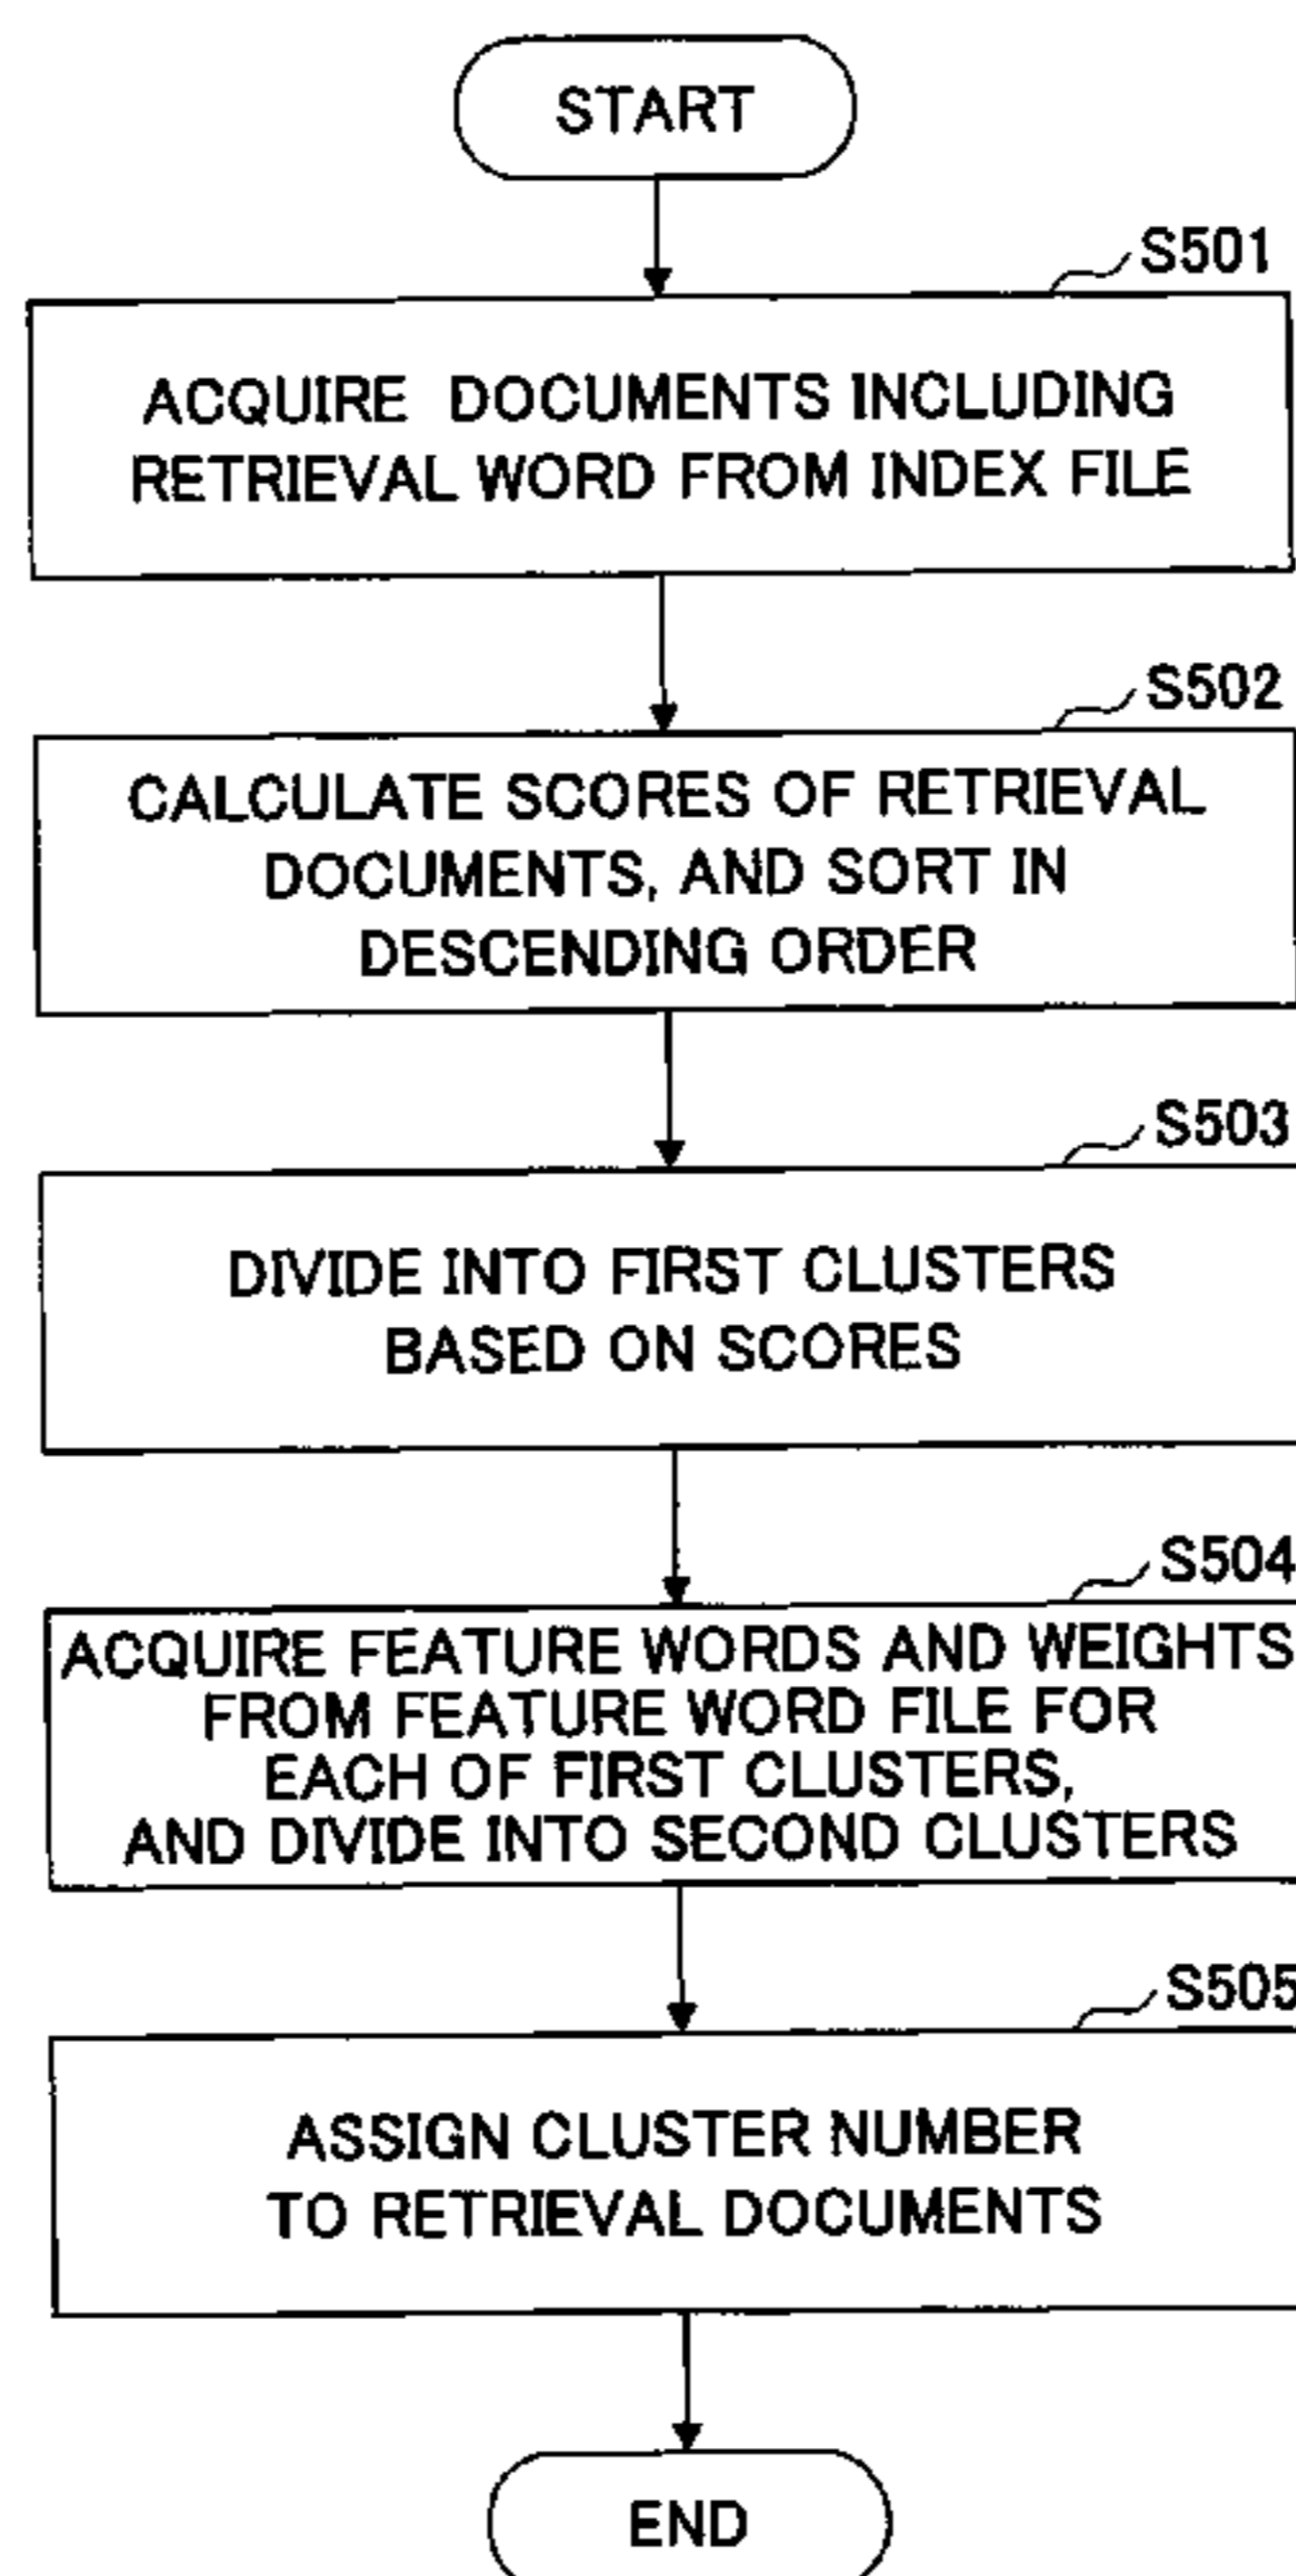 START
S501
ACQUIRE DOCUMENTS INCLUDING
RETRIEVAL WORD FROM INDEX FILE
S502
CALCULATE SCORES OF RETRIEVAL
DOCUMENTS, AND SORT IN
DESCENDING ORDER
S503
DIVIDE INTO FIRST CLUSTERS
BASED ON SCORES
S504
ACQUIRE FEATURE WORDS AND WEIGHTS
FROM FEATURE WORD FILE FOR
EACH OF FIRST CLUSTERS,
AND DIVIDE INTO SECOND CLUSTERS
S505
ASSIGN CLUSTER NUMBER
TO RETRIEVAL DOCUMENTS
END